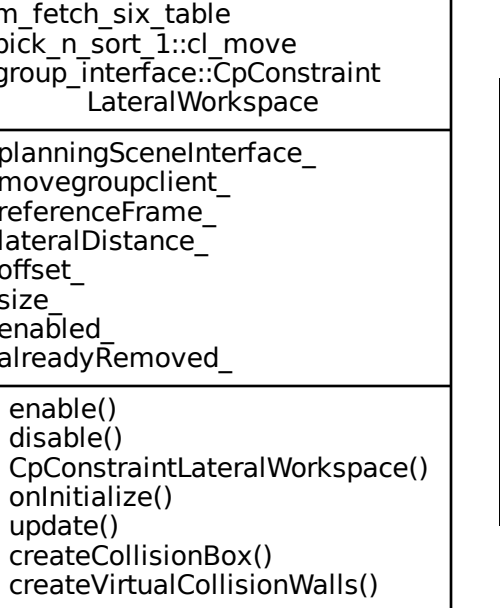 m_fetch_six_table
pick_n_sort_1::cl_move
group_interface::CpConstraint
LateralWorkspace
planningSceneInterface_
movegroupclient_
referenceFrame_
lateralDistance_
offset_
size_
enabled_
alreadyRemoved_
enable()
disable()
CpConstraintLateralWorkspace()
onInitialize()
update()
createCollisionBox()
createVirtualCollisionWalls()